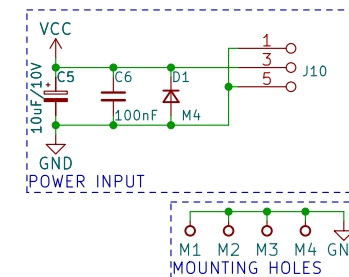 VCC
1
3
5
J10
10uF/10V
C5
C6
D1
100nF
M4
GND
POWER INPUT
M1 M2 M3 M4 GN
MOUNTING HOLES